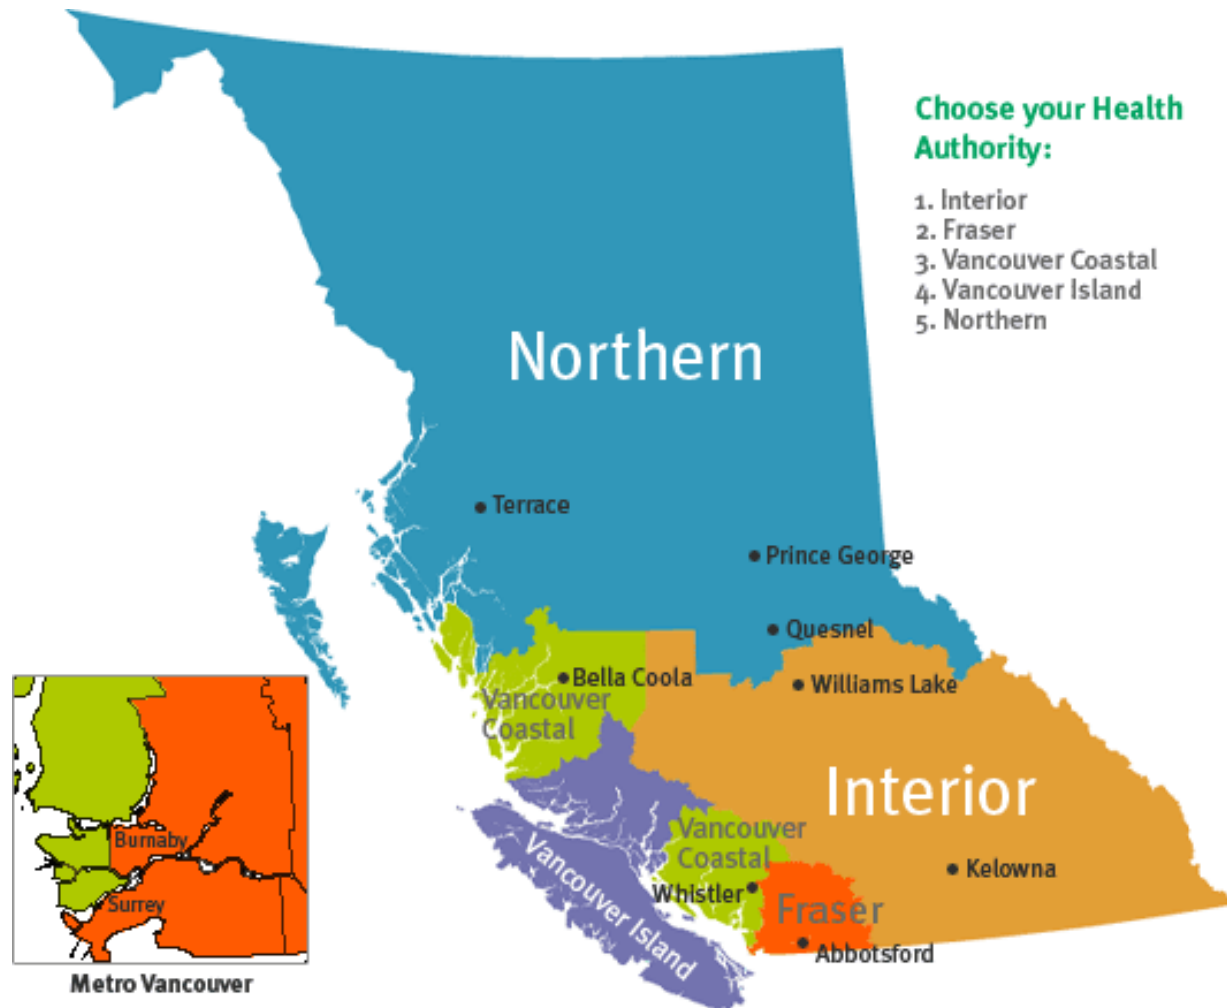 Choose your Health
Authority:
1. Interior
2. Fraser
3. Vancouver Coastal
4. Vancouver Island
5. Northern
Northern
Terrace
Prince George
Quesnel
Bella Coola
Williams Lake
Vancouver
Coastal
Interior
Vancouver
Coastal
Vancouver Island
Kelowna
Whistler
Fraser
Abbotsford
Burnaby
Surrey
Metro Vancouver